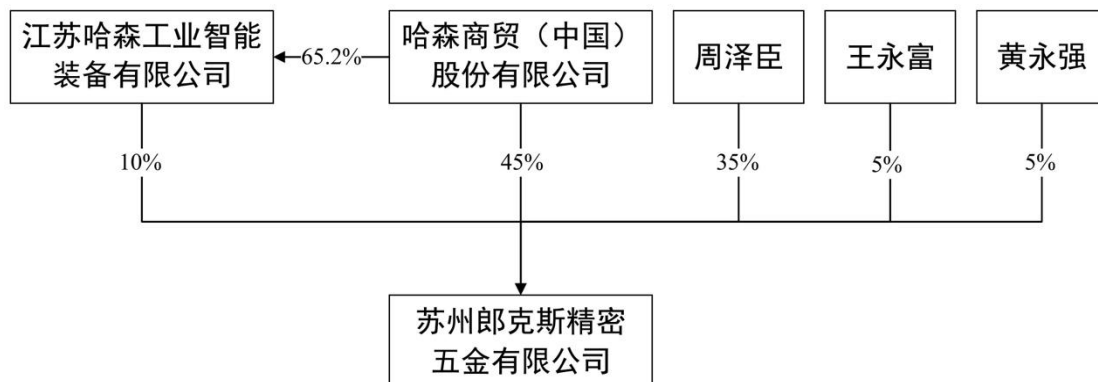 江苏哈森工业智能
装备有限公司
65.2%
哈森商贸（中国）
股份有限公司
周泽臣
王永富
黄永强
10%
45%
35%
5%
5%
苏州郎克斯精密
五金有限公司